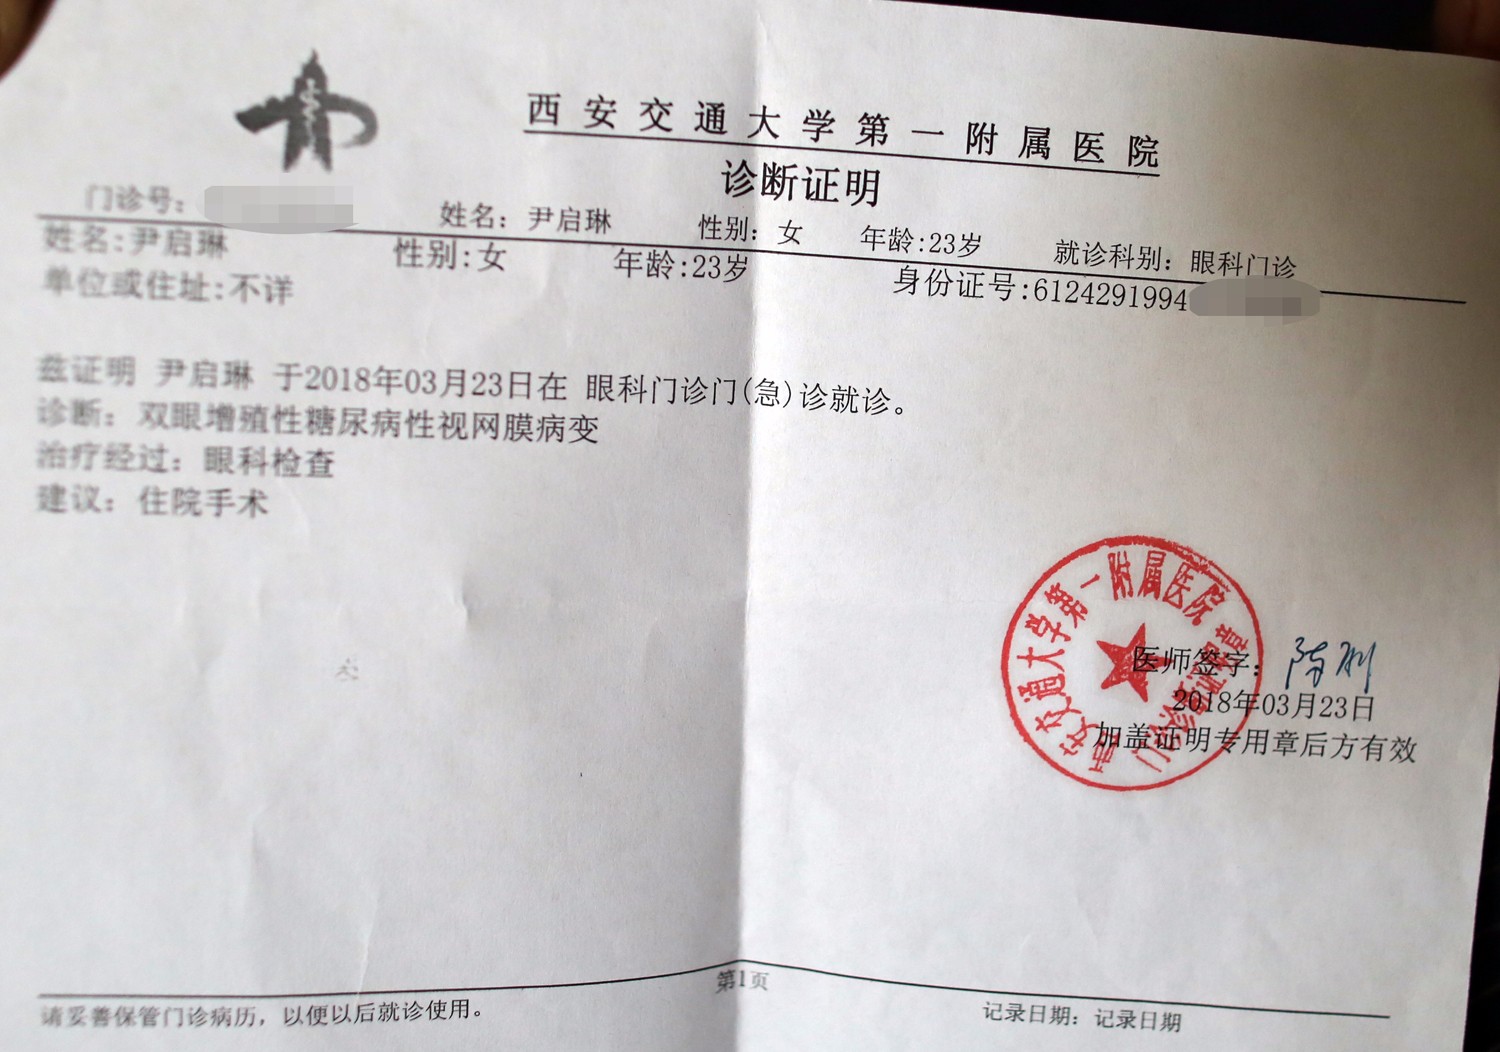 西安交通大学第一附属医院
诊断证明
门诊号: 姓名: 尹启琳 性别: 女 年龄:23岁 就诊科别: 眼科门诊
姓名:尹启琳 性别:女 年龄:23岁 身份证号:6124291994
单位或住址:不详
兹证明 尹启琳 于2018年03月23日在 眼科门诊门(急)诊就诊。
诊断: 双眼增殖性糖尿病性视网膜病变
治疗经过: 眼科检查
建议: 住院手术
西安交通大学第一附属医院
医师签字:
2018年03月23日
加盖证明专用章后方有效
第1页
请妥善保管门诊病历, 以便以后就诊使用。 记录日期: 记录日期